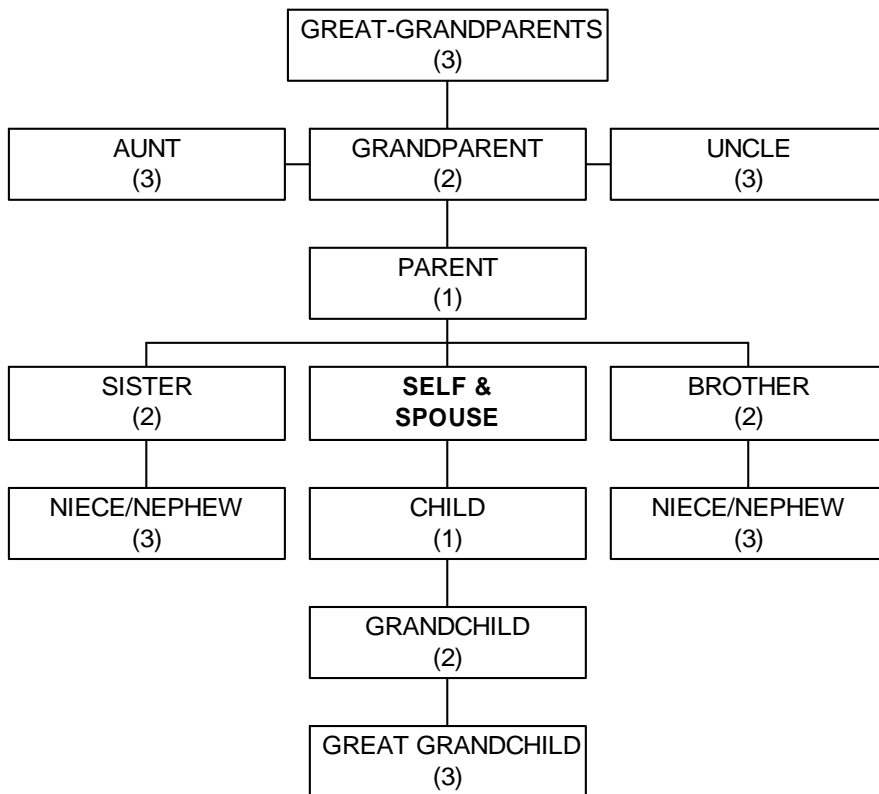 GREAT-GRANDPARENTS
(3)
AUNT
(3)
GRANDPARENT
(2)
UNCLE
(3)
PARENT
(1)
SISTER
(2)
SELF &
SPOUSE
BROTHER
(2)
NIECE/NEPHEW
(3)
CHILD
(1)
NIECE/NEPHEW
(3)
GRANDCHILD
(2)
GREAT GRANDCHILD
(3)